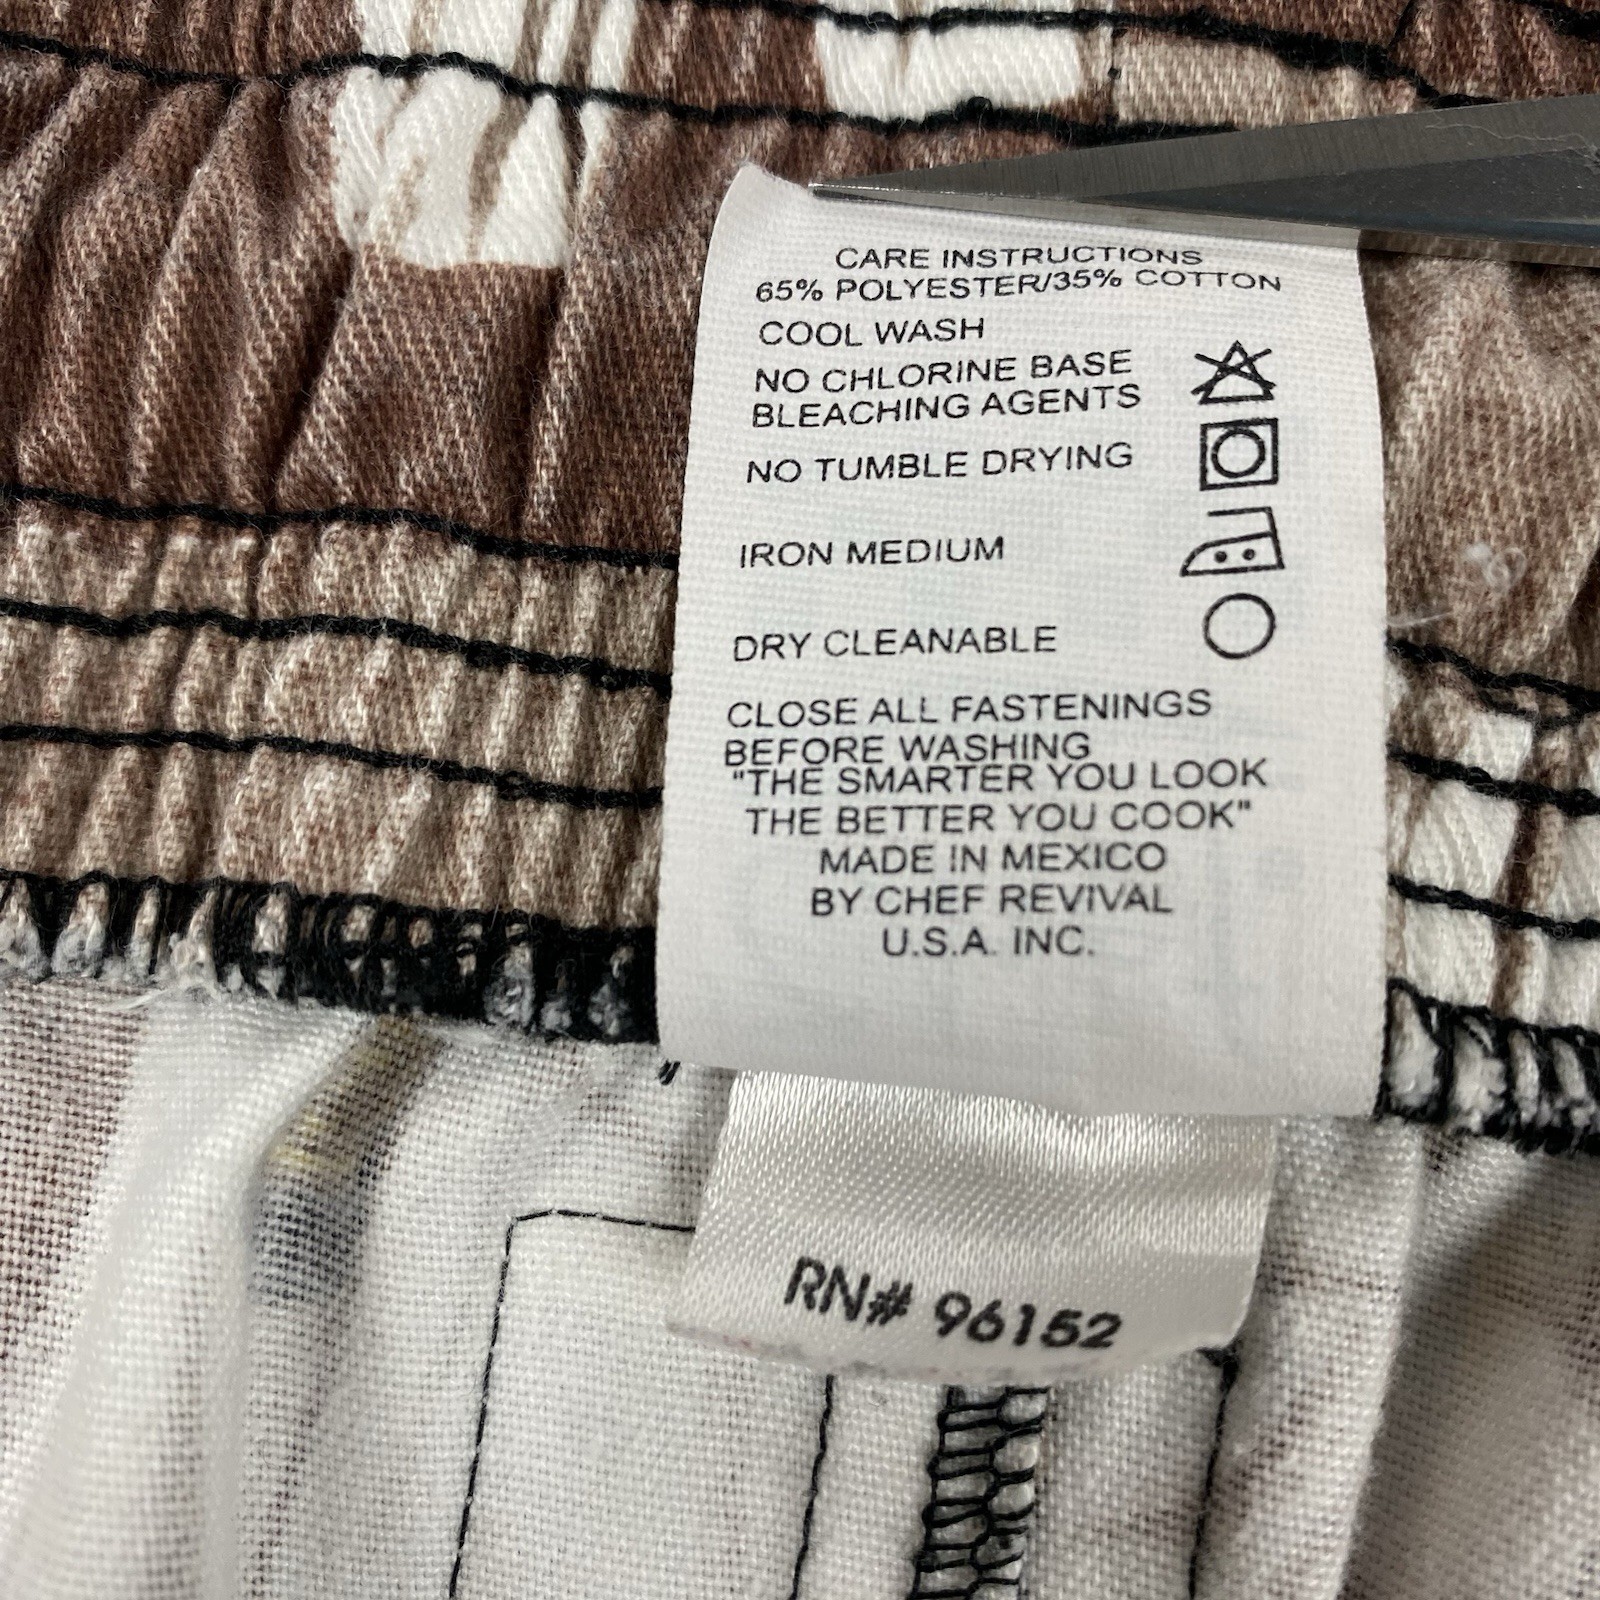 CARE INSTRUCTIONS
65% POLYESTER/35% COTTON
COOL WASH
NO CHLORINE BASE
BLEACHING AGENTS
NO TUMBLE DRYING
IRON MEDIUM
DRY CLEANABLE
CLOSE ALL FASTENINGS
BEFORE WASHING
"THE SMARTER YOU LOOK
THE BETTER YOU COOK"
MADE IN MEXICO
BY CHEF REVIVAL
U.S.A. INC.
RN# 96152